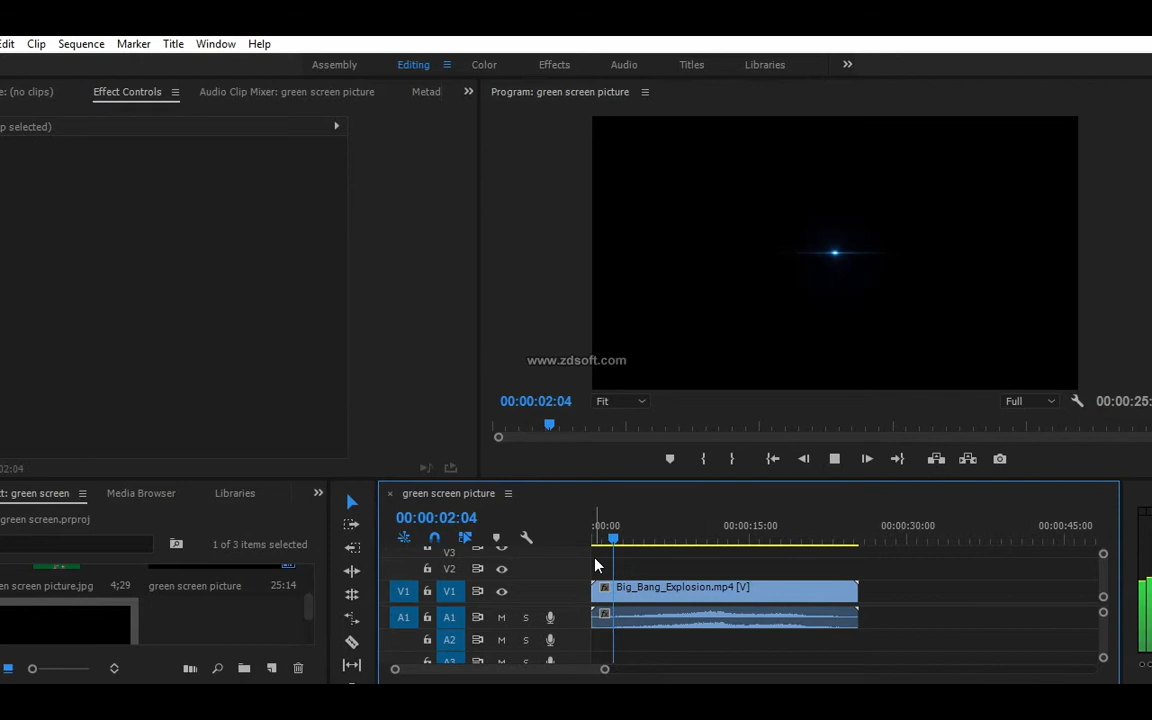 Edit Clip Sequence Marker Title Window Help
Assembly Editing Color Effects Audio Titles Libraries
e: (no clips) Effect Controls Audio Clip Mixer: green screen picture Metad
Program: green screen picture
p selected)
www.zdsoft.com
00:00:02:04 Fit Full 00:00:25:
02:04
t: green screen Media Browser Libraries
green screen picture
green screen.prproj
00:00:02:04
1 of 3 items selected
:00:00 00:00:15:00 00:00:30:00 00:00:45:00
V3
V2
een picture.jpg 4;29 green screen picture 25:14
V1 V1 Big_Bang_Explosion.mp4 [V]
A1 A1 M S
A2 M S
A3 M S